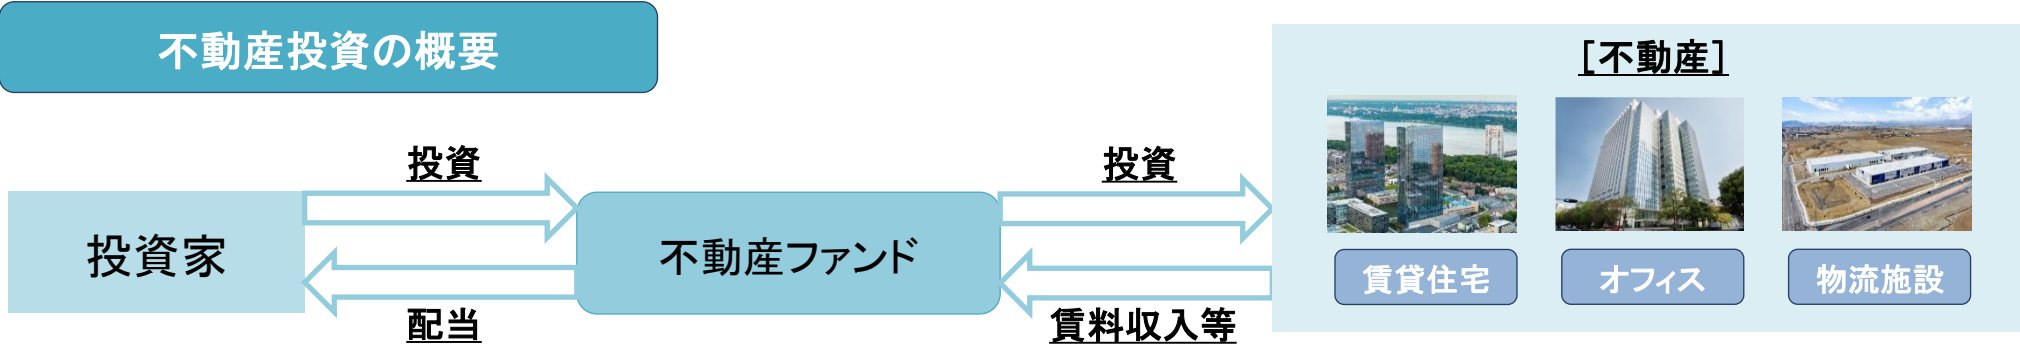 不動産投資の概要
[不動産]
投資
投資
投資家
不動産ファンド
賃貸住宅
オフィス
物流施設
配当
賃料収入等